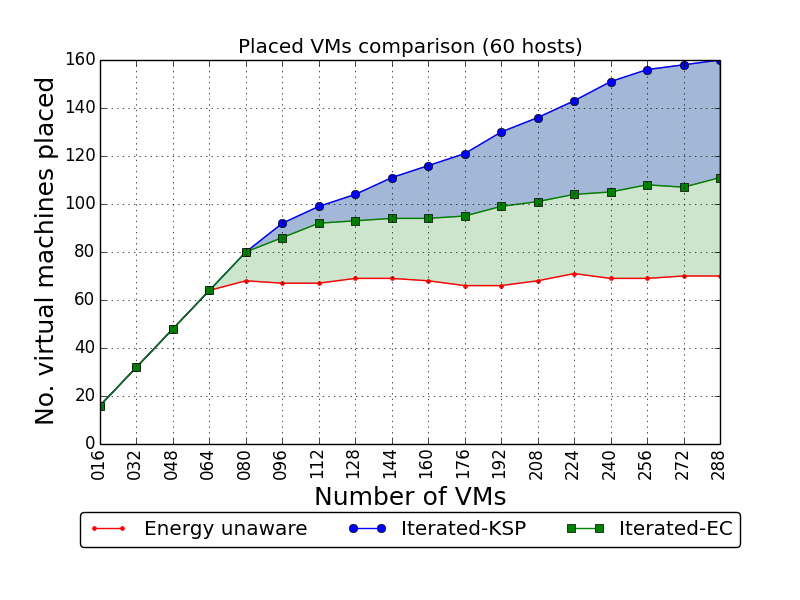 Placed VMs comparison (60 hosts)
No. virtual machines placed
160
140
120
100
80
60
40
20
0
016 032 048 064 080 096 112 128 144 160 176 192 208 224 240 256 272 288
Number of VMs
Energy unaware Iterated-KSP Iterated-EC